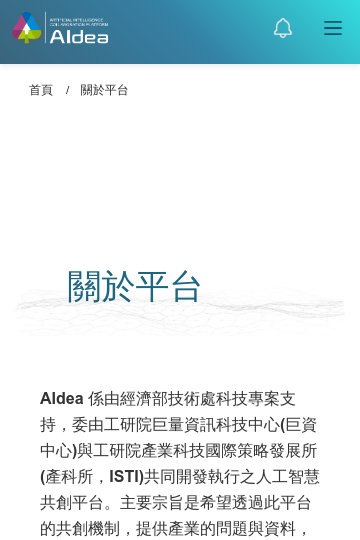 ARTIFICIAL INTELLIGENCE
COLLABORATION PLATFORM
AIdea
首頁 / 關於平台
關於平台
AIdea 係由經濟部技術處科技專案支
持，委由工研院巨量資訊科技中心(巨資
中心)與工研院產業科技國際策略發展所
(產科所，ISTI)共同開發執行之人工智慧
共創平台。主要宗旨是希望透過此平台
的共創機制，提供產業的問題與資料，